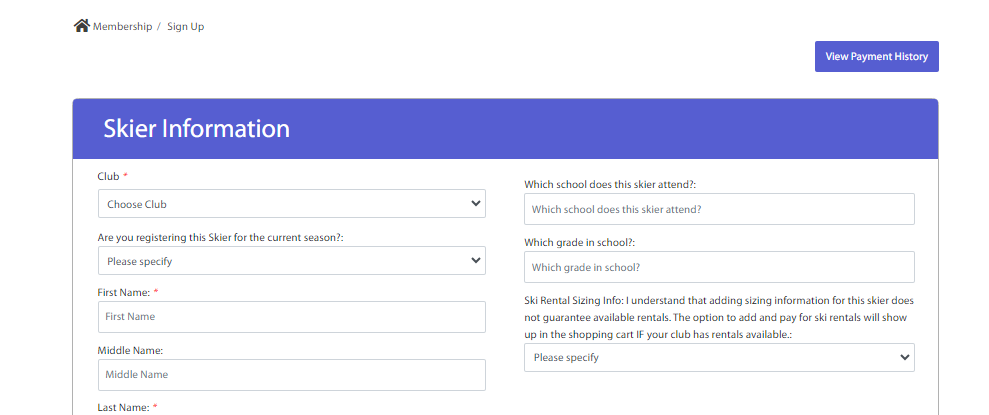 Membership / Sign Up
View Payment History
Skier Information
Club *
Choose Club
Are you registering this Skier for the current season?:
Please specify
First Name: *
First Name
Middle Name:
Middle Name
Last Name: *
Which school does this skier attend?:
Which school does this skier attend?
Which grade in school?:
Which grade in school?
Ski Rental Sizing Info: I understand that adding sizing information for this skier does
not guarantee available rentals. The option to add and pay for ski rentals will show
up in the shopping cart IF your club has rentals available.:
Please specify